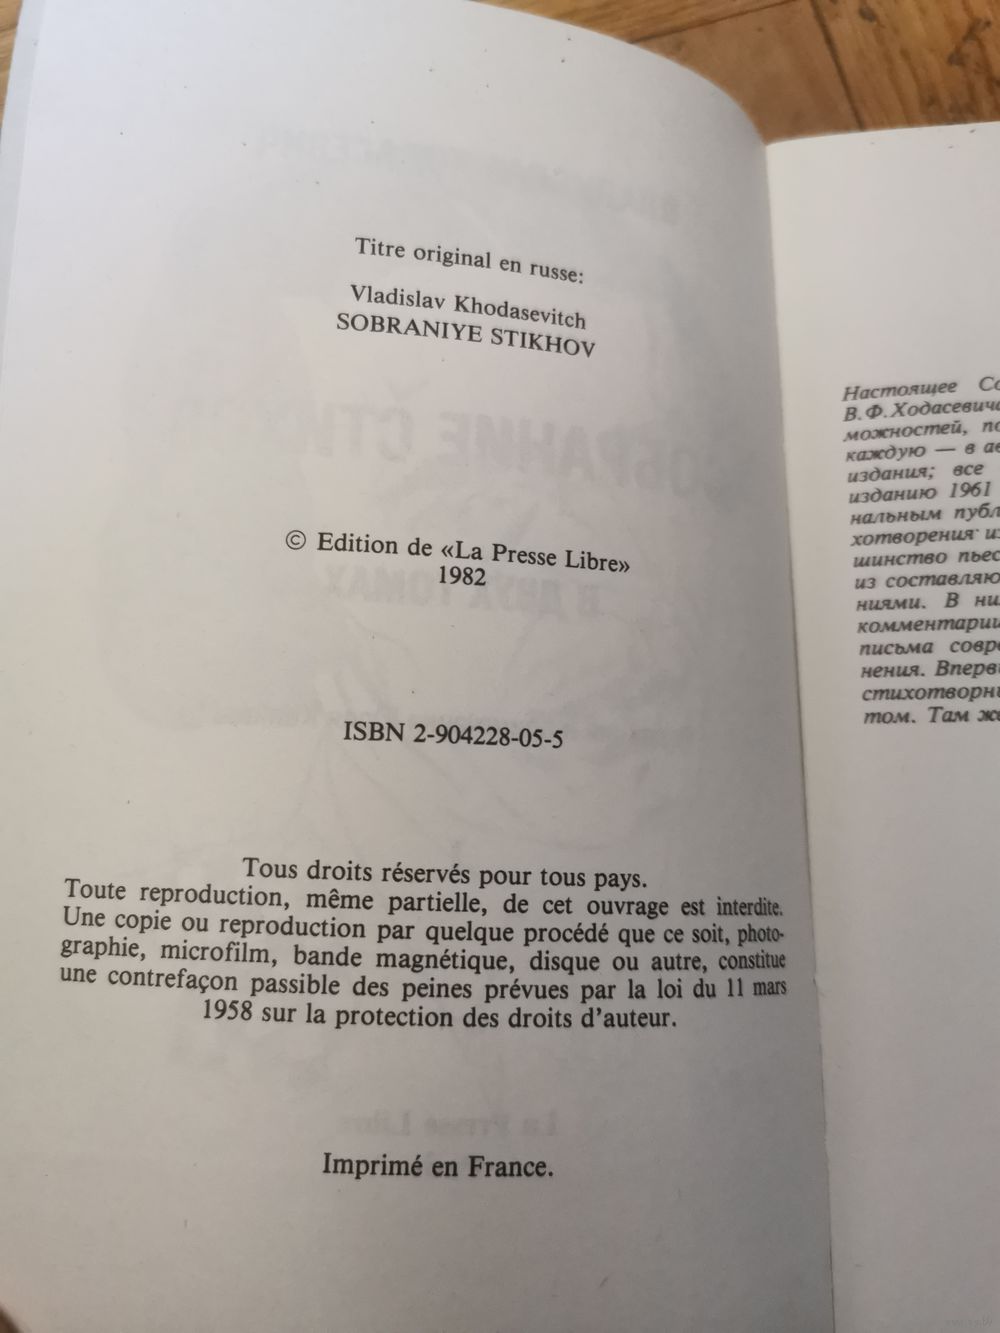 Titre original en russe:
Vladislav Khodasevitch
SOBRANIYE STIKHOV
© Edition de «La Presse Libre»
1982
ISBN 2-904228-05-5
Tous droits réservés pour tous pays.
Toute reproduction, même partielle, de cet ouvrage est interdite.
Une copie ou reproduction par quelque procédé que ce soit, photo-
graphie, microfilm, bande magnétique, disque ou autre, constitue
une contrefaçon passible des peines prévues par la loi du 11 mars
1958 sur la protection des droits d'auteur.
Imprimé en France.
Настоящее
В.Ф.Ходасевича
можностей,
каждую — в
издания; все
изданию 1961
нальным
хотворения
шинство
из
ниями. В
комментарии
письма
нения.
том. Там